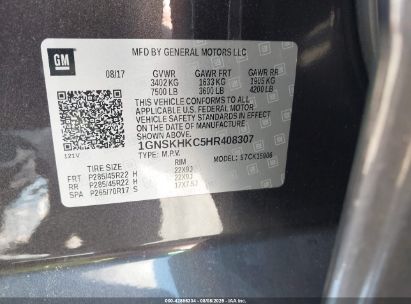 GM
MFD BY GENERAL MOTORS LLC
08/17 GVWR GAWR FRT GAWR RR
3402 KG 1633 KG 1905 KG
7500 LB 3600 LB 4200 LB
THIS VEHICLE CONFORMS TO ALL
APPLICABLE U.S. FEDERAL MOTOR
VEHICLE SAFETY
STANDARDS IN EFFECT ON THE DATE OF
MANUFACTURE SHOWN ABOVE.
1GNSKHKC5HR408307
TYPE: M.P.V. MODEL: S7CK15906
TIRE SIZE RIM
FRT P285/45R22 H 22X9J
RR P285/45R22 H 22X9J
SPA P265/70R17 S